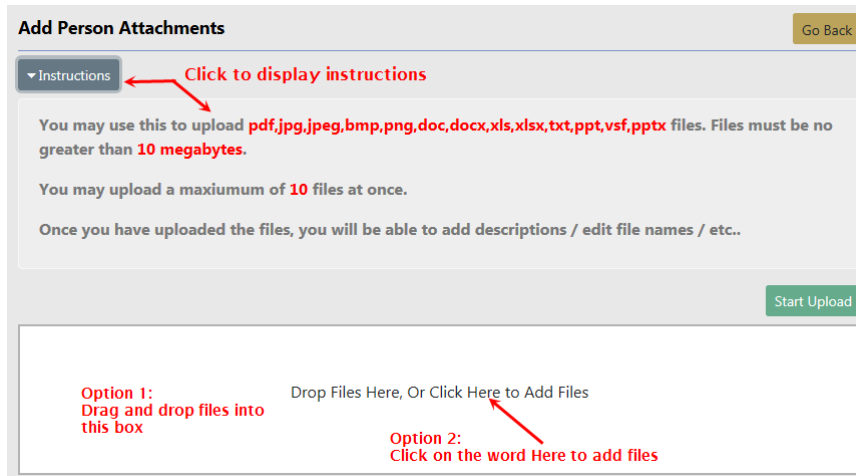 Add Person Attachments
Go Back
Instructions
Click to display instructions
You may use this to upload pdf,jpg,jpeg,bmp,png,doc,docx,xls,xlsx,txt,ppt,vsf,pptx files. Files must be no
greater than 10 megabytes.
You may upload a maxiumum of 10 files at once.
Once you have uploaded the files, you will be able to add descriptions / edit file names / etc..
Start Upload
Option 1:
Drag and drop files into
this box
Drop Files Here, Or Click Here to Add Files
Option 2:
Click on the word Here to add files